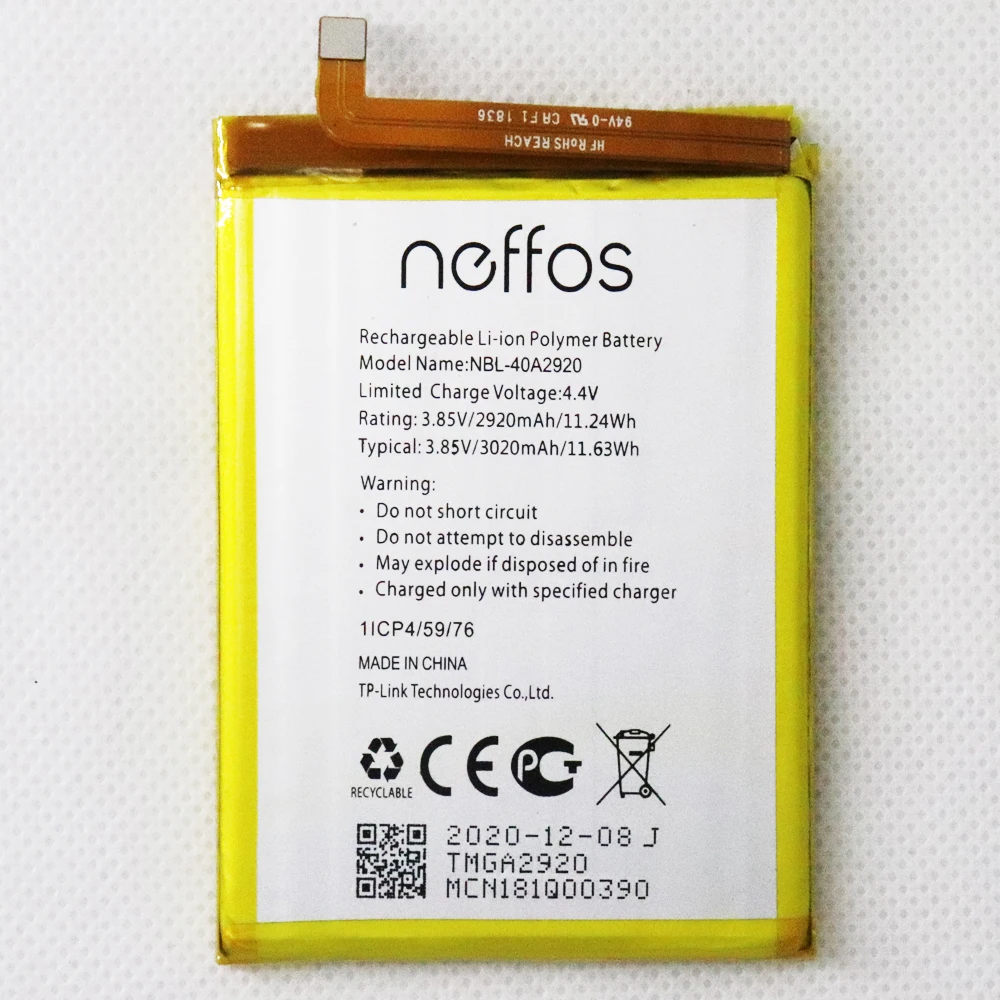 94V-0 CAF1 1836
HF RoHS REACH
neffos
Rechargeable Li-ion Polymer Battery
Model Name:NBL-40A2920
Limited Charge Voltage:4.4V
Rating: 3.85V/2920mAh/11.24Wh
Typical: 3.85V/3020mAh/11.63Wh
Warning:
• Do not short circuit
• Do not attempt to disassemble
• May explode if disposed of in fire
• Charged only with specified charger
1ICP4/59/76
MADE IN CHINA
TP-Link Technologies Co.,Ltd.
RECYCLABLE
2020-12-08 J
TMGA2920
MCN181Q00390